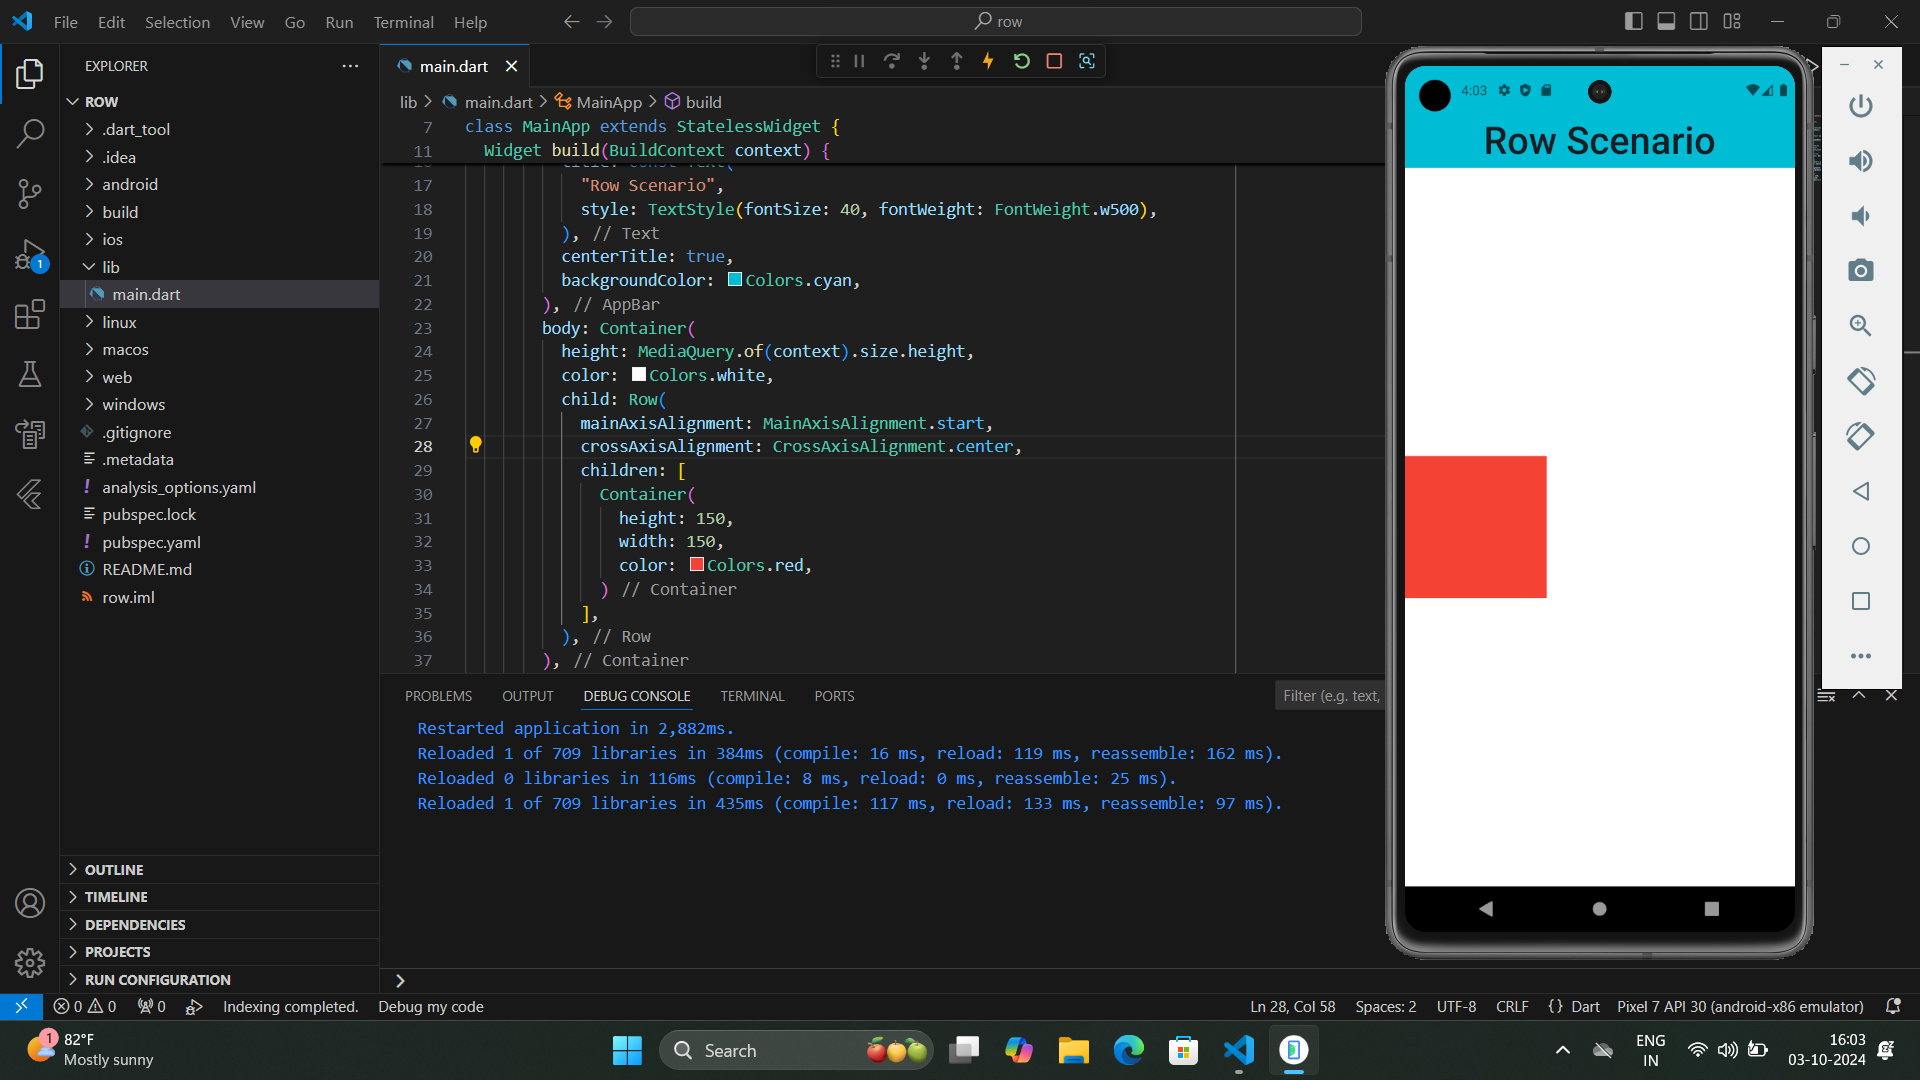 File Edit Selection View Go Run Terminal Help
row
EXPLORER
main.dart
ROW
.dart_tool
.idea
android
build
ios
lib
main.dart
linux
macos
web
windows
.gitignore
.metadata
! analysis_options.yaml
pubspec.lock
! pubspec.yaml
README.md
row.iml
OUTLINE
TIMELINE
DEPENDENCIES
PROJECTS
RUN CONFIGURATION
1
lib > main.dart > MainApp > build
7 class MainApp extends StatelessWidget {
11 Widget build(BuildContext context) {
17 "Row Scenario",
18 style: TextStyle(fontSize: 40, fontWeight: FontWeight.w500),
19 ), // Text
20 centerTitle: true,
21 backgroundColor: Colors.cyan,
22 ), // AppBar
23 body: Container(
24 height: MediaQuery.of(context).size.height,
25 color: Colors.white,
26 child: Row(
27 mainAxisAlignment: MainAxisAlignment.start,
28 crossAxisAlignment: CrossAxisAlignment.center,
29 children: [
30 Container(
31 height: 150,
32 width: 150,
33 color: Colors.red,
34 ) // Container
35 ],
36 ), // Row
37 ), // Container
PROBLEMS OUTPUT DEBUG CONSOLE TERMINAL PORTS
Filter (e.g. text,
Restarted application in 2,882ms.
Reloaded 1 of 709 libraries in 384ms (compile: 16 ms, reload: 119 ms, reassemble: 162 ms).
Reloaded 0 libraries in 116ms (compile: 8 ms, reload: 0 ms, reassemble: 25 ms).
Reloaded 1 of 709 libraries in 435ms (compile: 117 ms, reload: 133 ms, reassemble: 97 ms).
4:03
Row Scenario
0 0 0 Indexing completed. Debug my code
Ln 28, Col 58 Spaces: 2 UTF-8 CRLF {} Dart Pixel 7 API 30 (android-x86 emulator)
1
82°F
Mostly sunny
Search
ENG
IN
16:03
03-10-2024